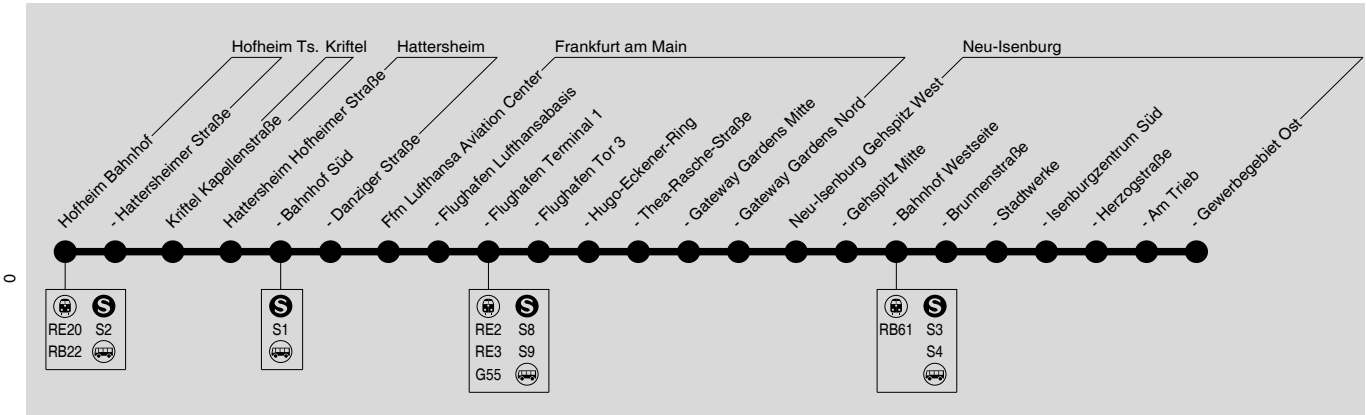 Hofheim Ts.
Kriftel
Hattersheim
Frankfurt am Main
Neu-Isenburg
Hofheim Bahnhof
- Hattersheimer Straße
Kriftel Kapellenstraße
Hattersheim Hofheimer Straße
- Bahnhof Süd
- Danziger Straße
Ffm Lufthansa Aviation Center
- Flughafen Lufthansabasis
- Flughafen Terminal 1
- Flughafen Tor 3
- Hugo-Eckener-Ring
- Thea-Rasche-Straße
- Gateway Gardens Mitte
- Gateway Gardens Nord
Neu-Isenburg Gehspitz West
- Gehspitz Mitte
- Bahnhof Westseite
- Brunnenstraße
- Stadtwerke
- Isenburgzentrum Süd
- Herzogstraße
- Am Trieb
- Gewerbegebiet Ost
0
S
RE20 S2
RB22
S
S1
S
RE2 S8
RE3 S9
G55
S
RB61 S3
S4